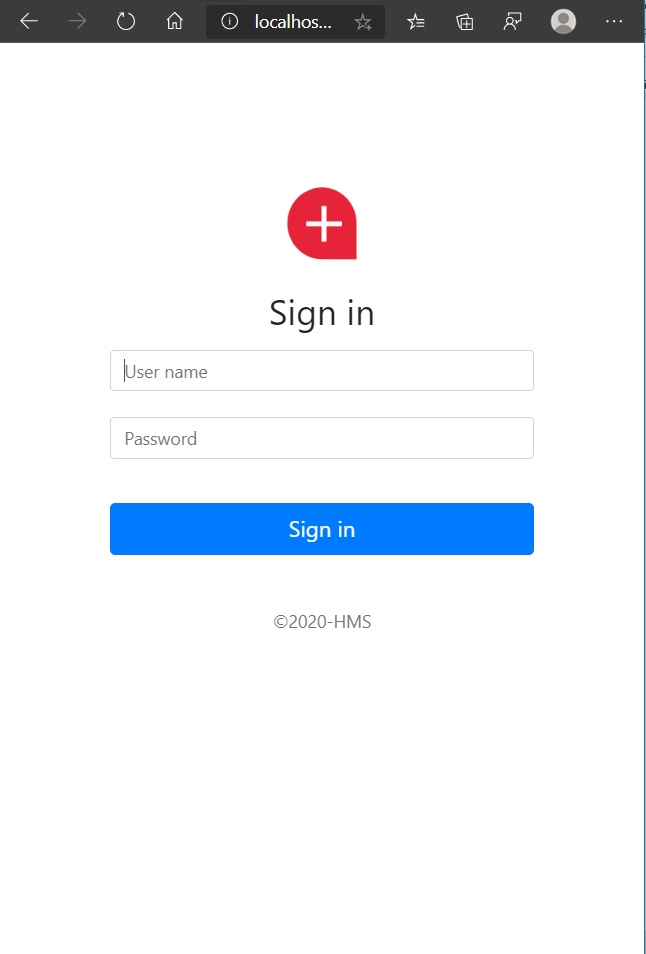 localhos...
Sign in
User name
Password
Sign in
©2020-HMS